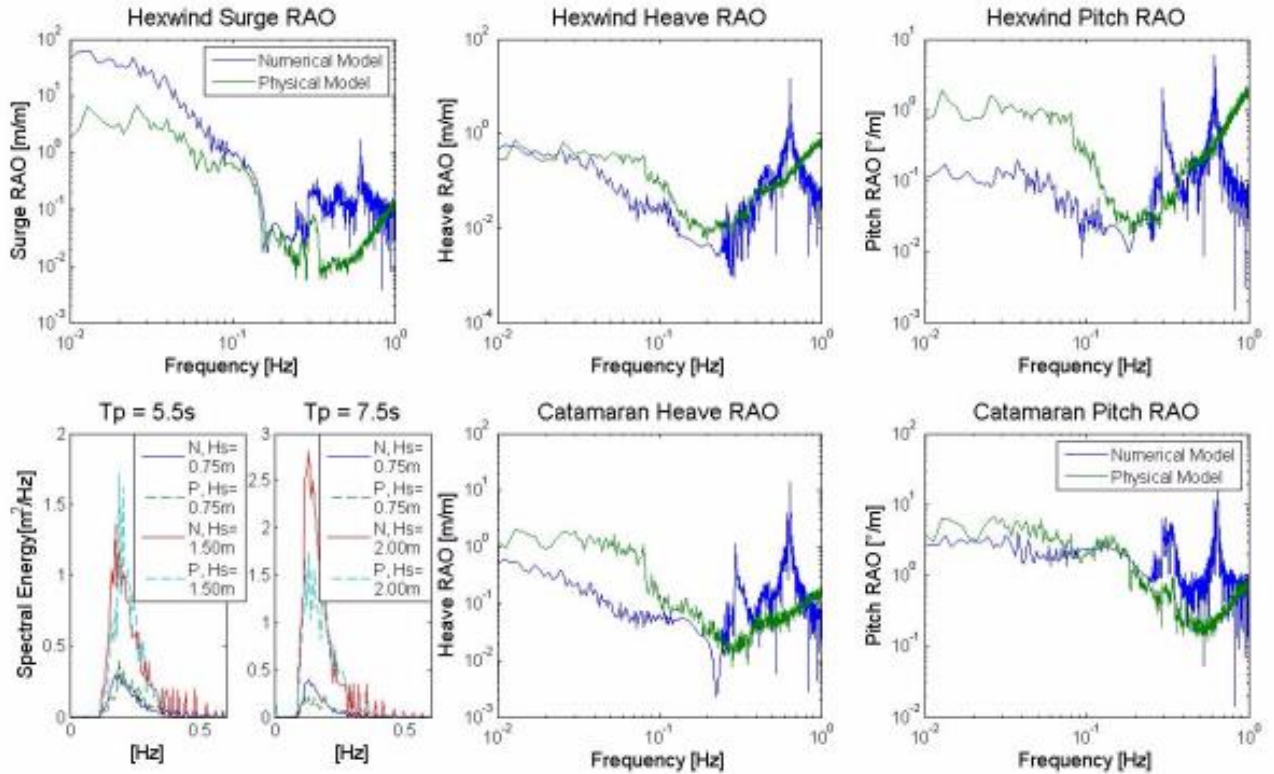 Hexwind Surge RAO
10^2
10^1
10^0
10^-1
10^-2
10^-3
Surge RAO [m/m]
Numerical Model
Physical Model
10^-2
10^-1
10^0
Frequency [Hz]
Hexwind Heave RAO
10^2
10^0
10^-2
10^-4
Heave RAO [m/m]
10^-2
10^-1
10^0
Frequency [Hz]
Hexwind Pitch RAO
10^1
10^0
10^-1
10^-2
10^-3
Pitch RAO [°/m]
10^-1
10^0
Frequency [Hz]
Tp = 5.5s
2
1.5
1
0.5
0
Spectral Energy[m^2/Hz]
N, Hs=
0.75m
P, Hs=
0.75m
N, Hs=
1.50m
P, Hs=
1.50m
0
0.5
[Hz]
Tp = 7.5s
3
2.5
2
1.5
1
0.5
0
N, Hs=
0.75m
P, Hs=
0.75m
N, Hs=
2.00m
P, Hs=
2.00m
0
0.5
[Hz]
Catamaran Heave RAO
10^2
10^1
10^0
10^-1
10^-2
10^-3
Heave RAO [m/m]
10^-2
10^-1
10^0
Frequency [Hz]
Catamaran Pitch RAO
10^2
10^1
10^0
10^-1
10^-2
Pitch RAO [°/m]
Numerical Model
Physical Model
10^-2
10^-1
10^0
Frequency [Hz]